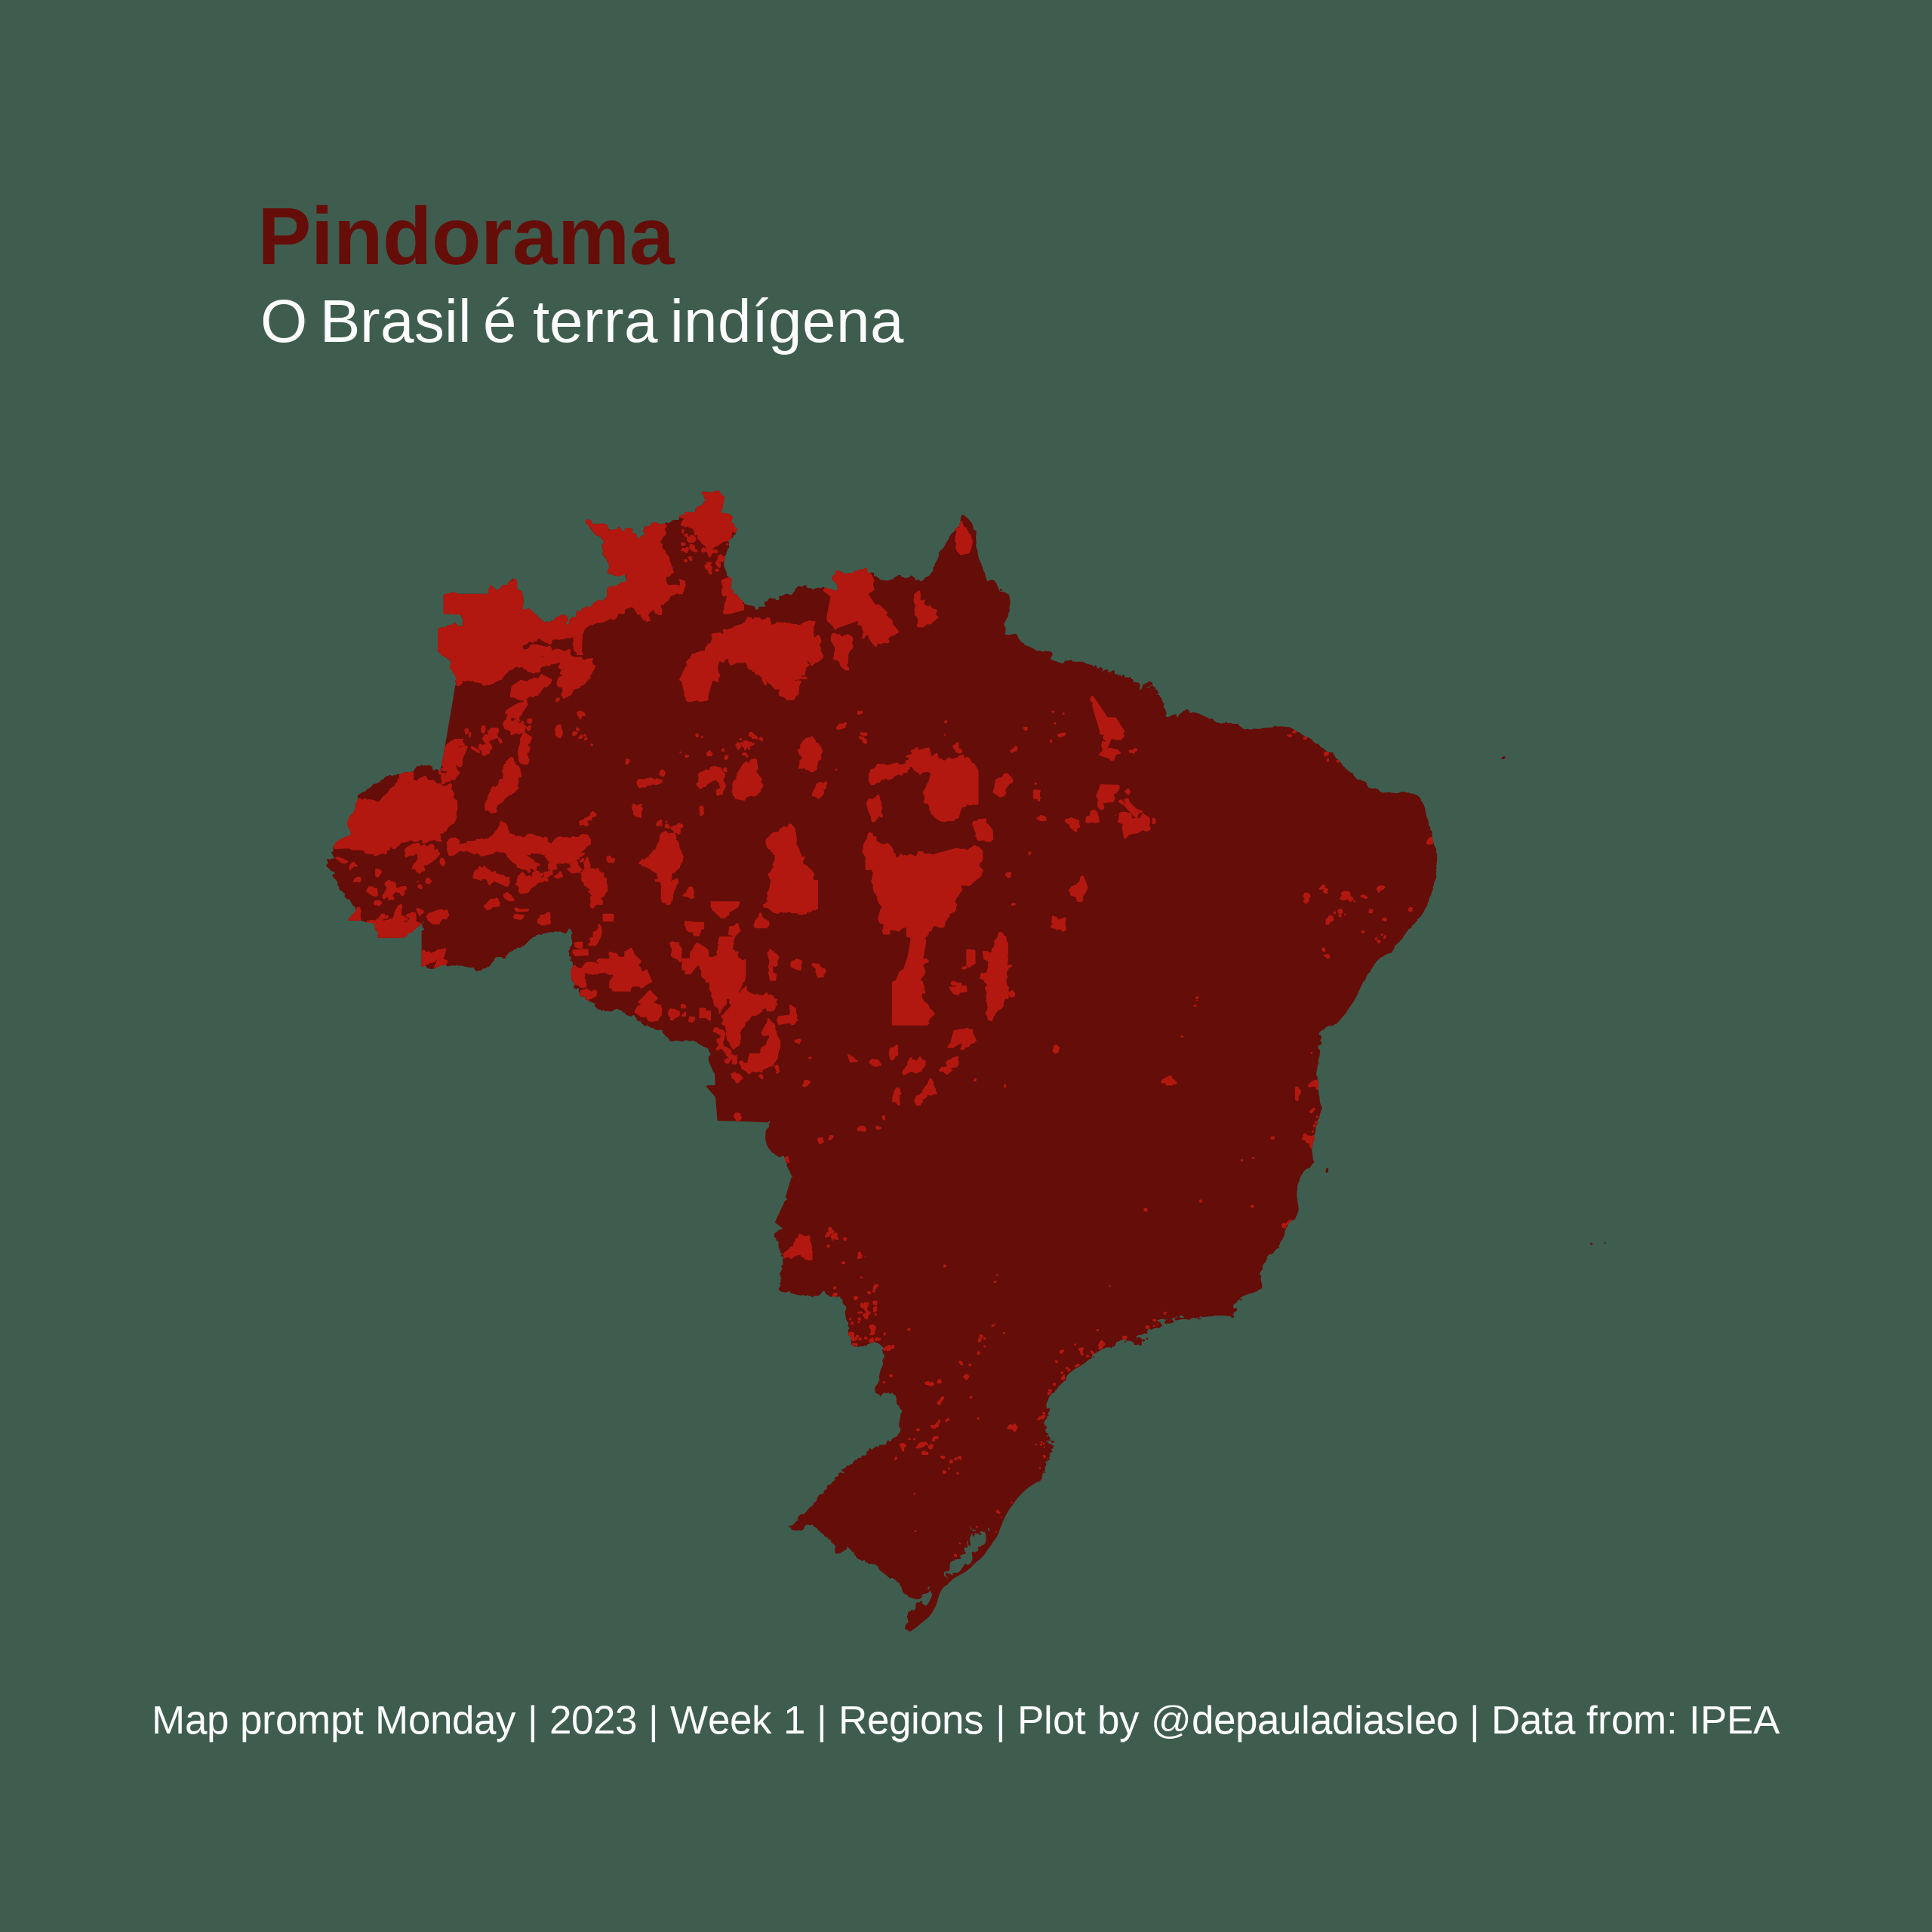 Pindorama
O Brasil é terra indígena
Map prompt Monday | 2023 | Week 1 | Regions | Plot by @depauladiasleo | Data from: IPEA